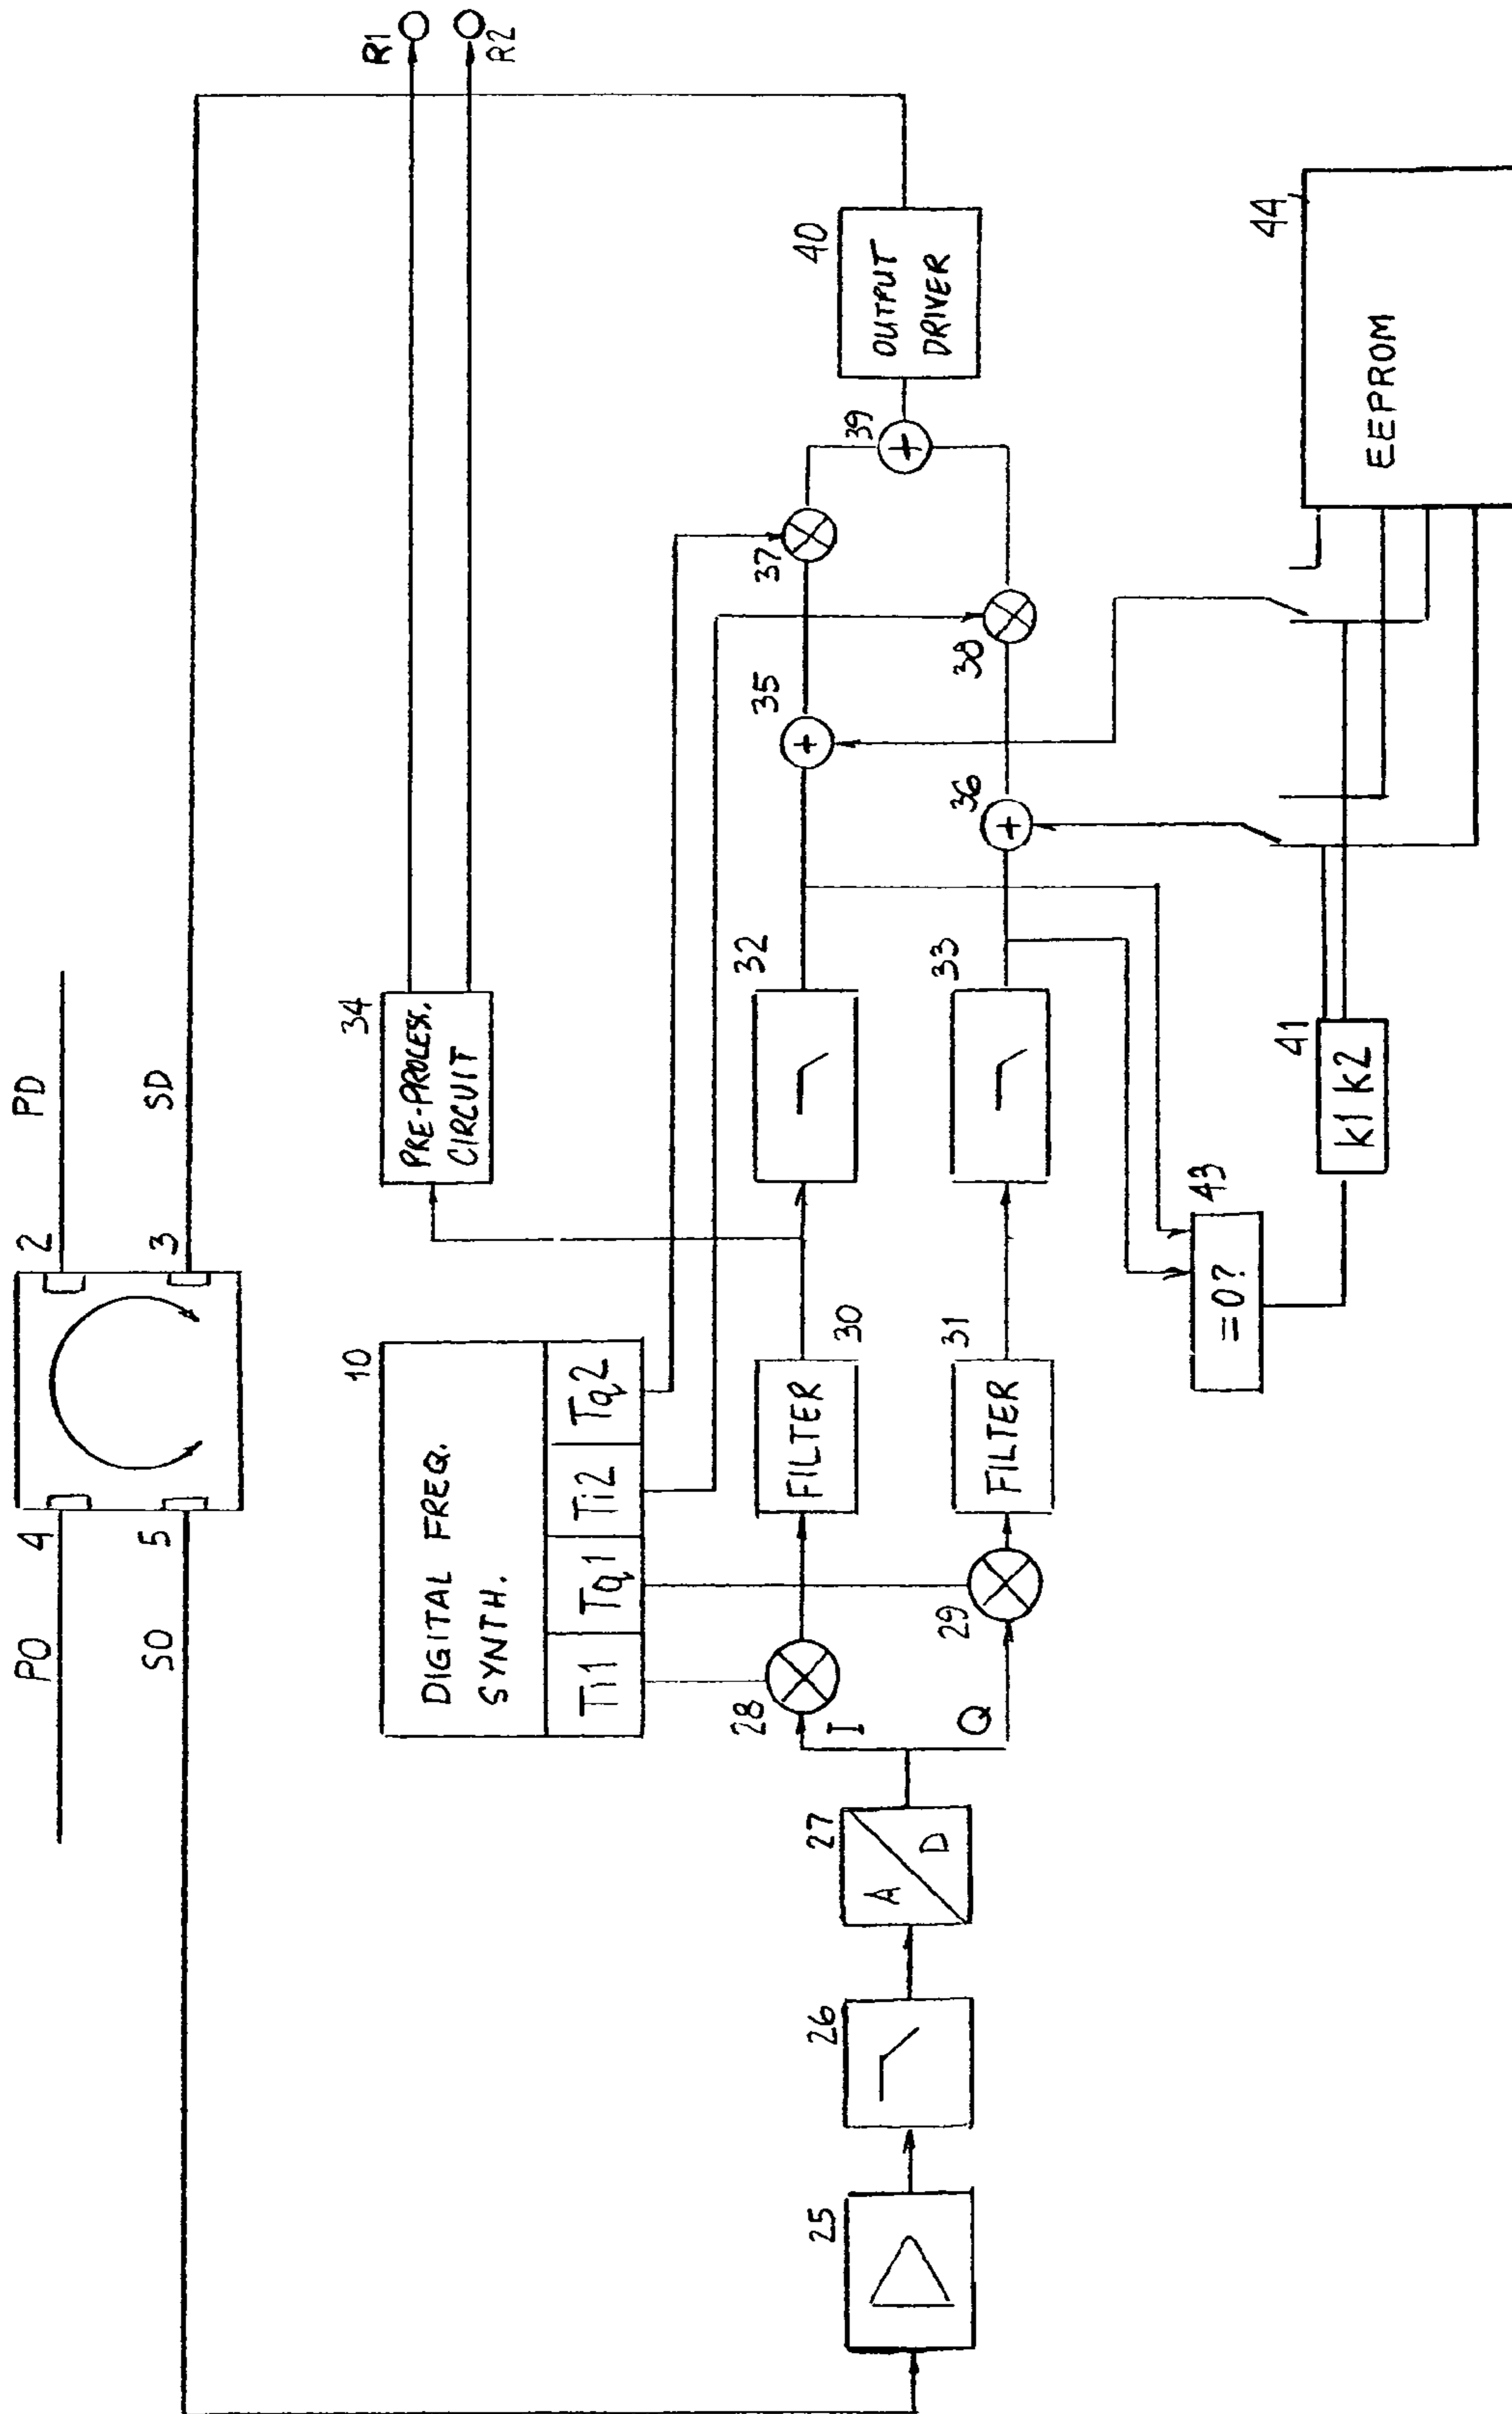 PO
4
2
PD
SO
5
3
SD
R1
R2
34
PRE-PROCESS.
CIRCUIT
10
DIGITAL FREQ.
SYNTH.
Ti1
Tq1
Ti2
Tq2
25
26
27
A
D
28
I
Q
29
FILTER
30
FILTER
31
32
33
35
36
37
38
+
+
39
+
40
OUTPUT
DRIVER
43
=0?
41
k1 k2
44
EEPROM